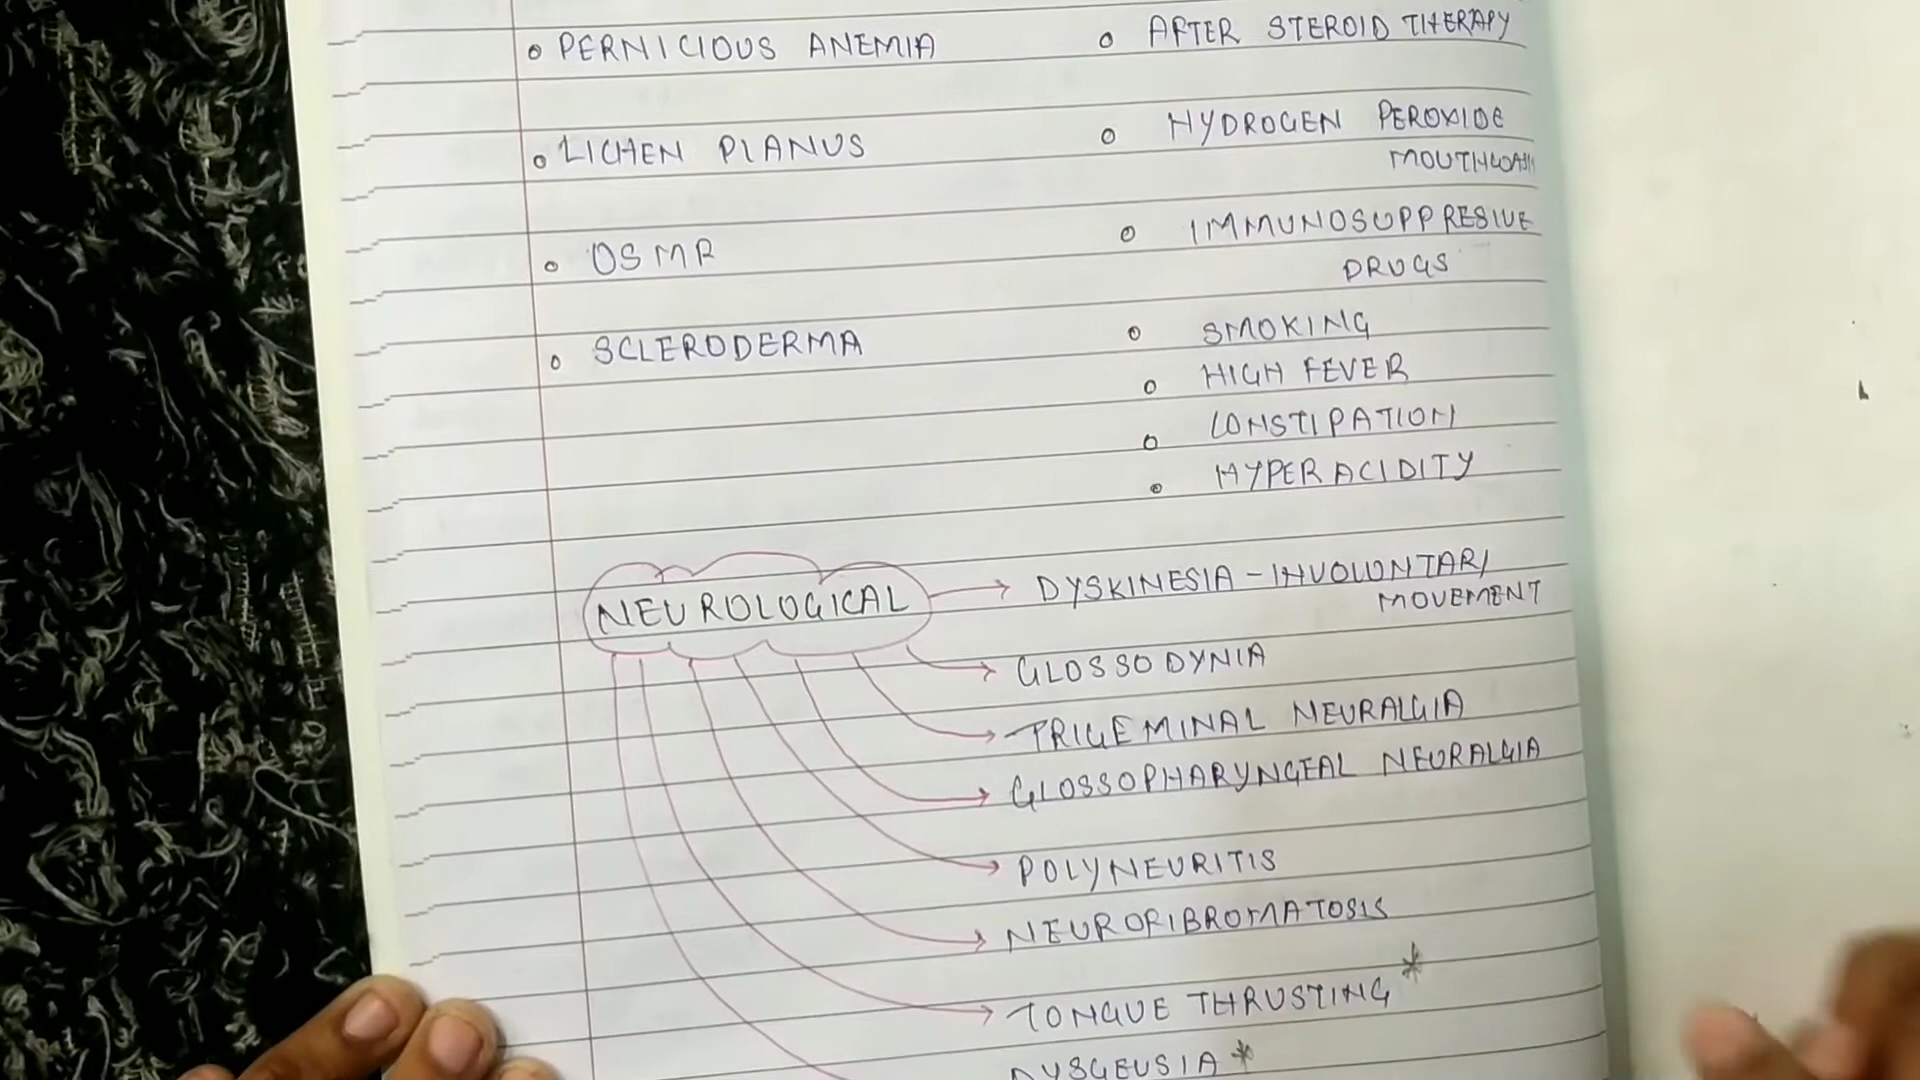 • PERNICIOUS ANEMIA
• LICHEN PLANUS
• OSMF
• SCLERODERMA
• AFTER STEROID THERAPY
• HYDROGEN PEROXIDE
MOUTHWASH
• IMMUNOSUPPRESIVE
DRUGS
• SMOKING
• HIGH FEVER
• CONSTIPATION
• HYPERACIDITY
NEUROLOGICAL
→ DYSKINESIA - INVOLUNTARY
MOVEMENT
→ GLOSSODYNIA
→ TRIGEMINAL NEURALGIA
→ GLOSSOPHARYNGEAL NEURALGIA
→ POLYNEURITIS
→ NEUROFIBROMATOSIS
→ TONGUE THRUSTING *
DYSGEUSIA *